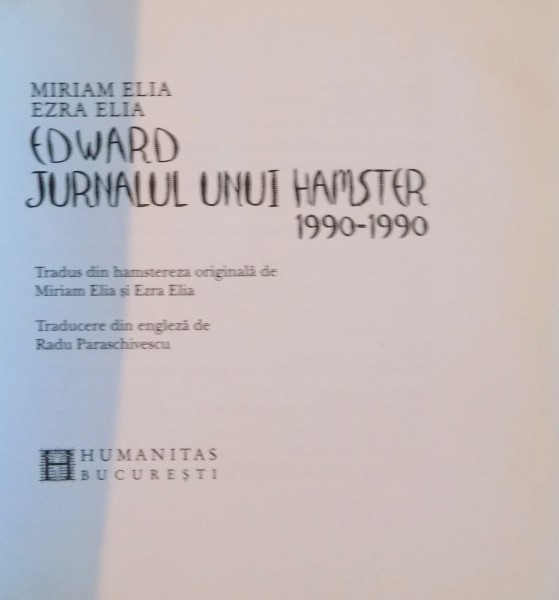 MIRIAM ELIA
EZRA ELIA
EDWARD
JURNALUL UNUI HAMSTER
1990-1990
Tradus din hamstereza originală de
Miriam Elia și Ezra Elia
Traducere din engleză de
Radu Paraschivescu
HUMANITAS
BUCUREȘTI